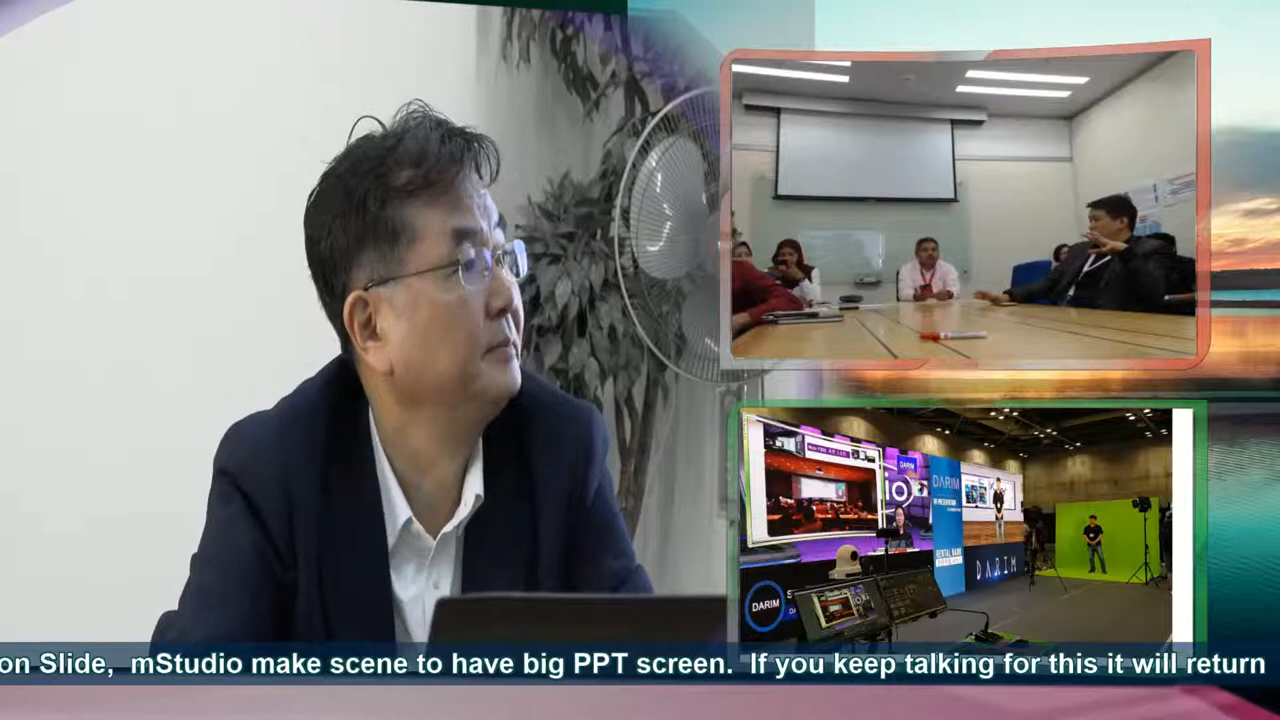 DARIM
DARIM
RENTAL BANK
DARIM
DARIM
on Slide,  mStudio make scene to have big PPT screen.  If you keep talking for this it will return